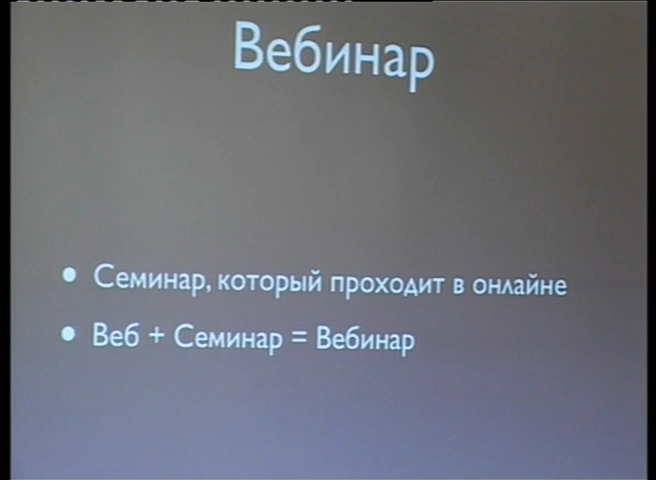 Вебинар
• Семинар, который проходит в онлайне
• Веб + Семинар = Вебинар